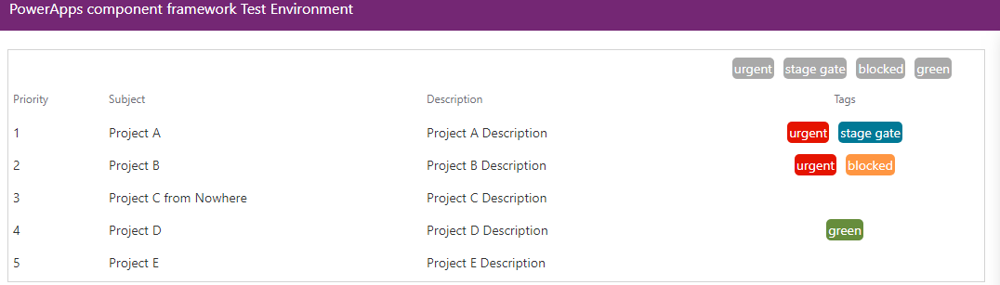 PowerApps component framework Test Environment
urgent stage gate blocked green
Priority Subject Description Tags
1 Project A Project A Description urgent stage gate
2 Project B Project B Description urgent blocked
3 Project C from Nowhere Project C Description
4 Project D Project D Description green
5 Project E Project E Description